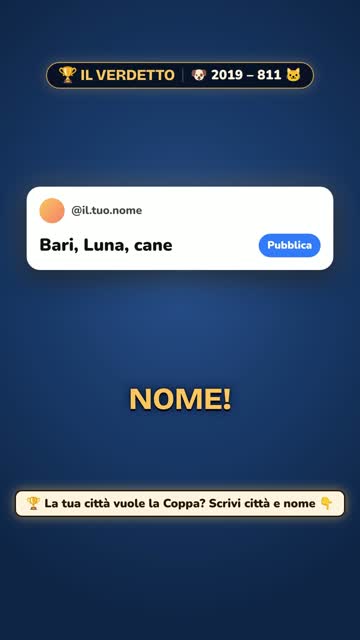 🏆 IL VERDETTO | 🐶 2019 – 811 🐱
@il.tuo.nome
Bari, Luna, cane
Pubblica
NOME!
🏆 La tua città vuole la Coppa? Scrivi città e nome 👇